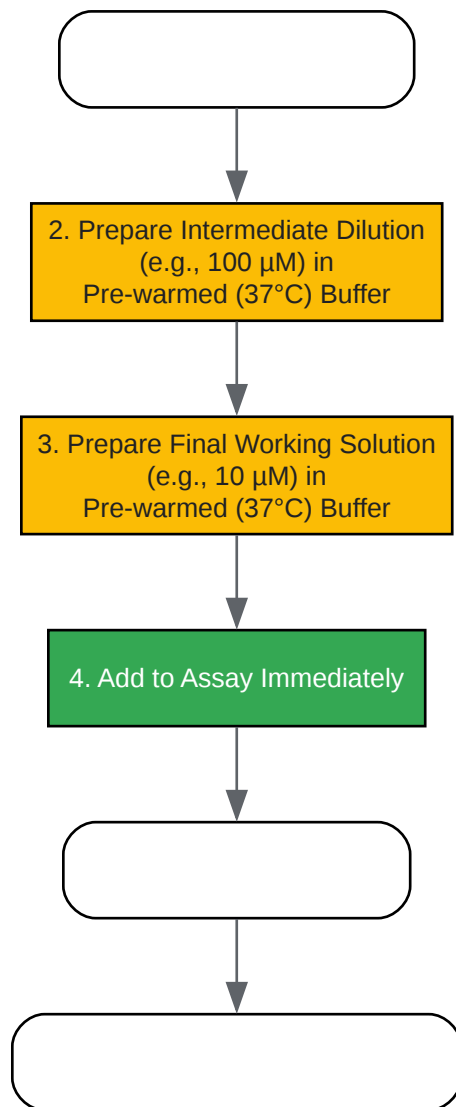 2. Prepare Intermediate Dilution
(e.g., 100 µM) in
Pre-warmed (37°C) Buffer
3. Prepare Final Working Solution
(e.g., 10 µM) in
Pre-warmed (37°C) Buffer
4. Add to Assay Immediately